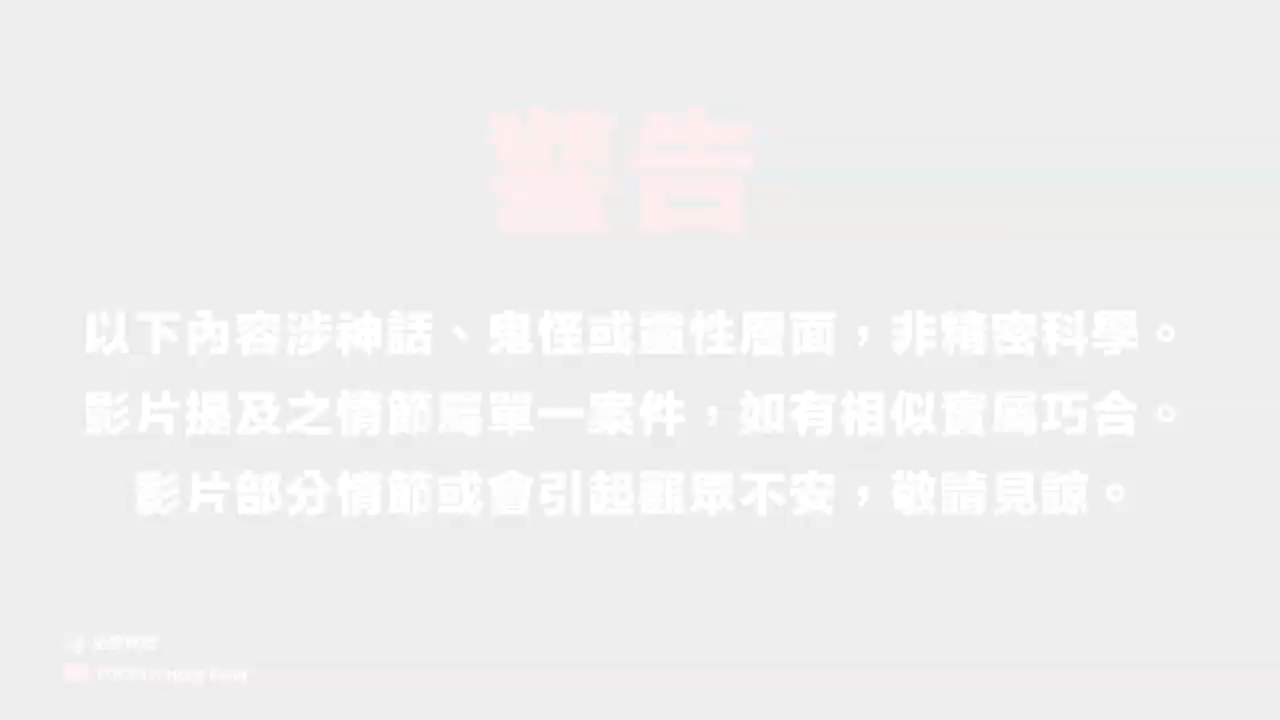 警告
以下內容涉神話、鬼怪或靈性層面，非精密科學。
影片提及之情節屬單一案件，如有相似實屬巧合。
影片部分情節或會引起觀眾不安，敬請見諒。